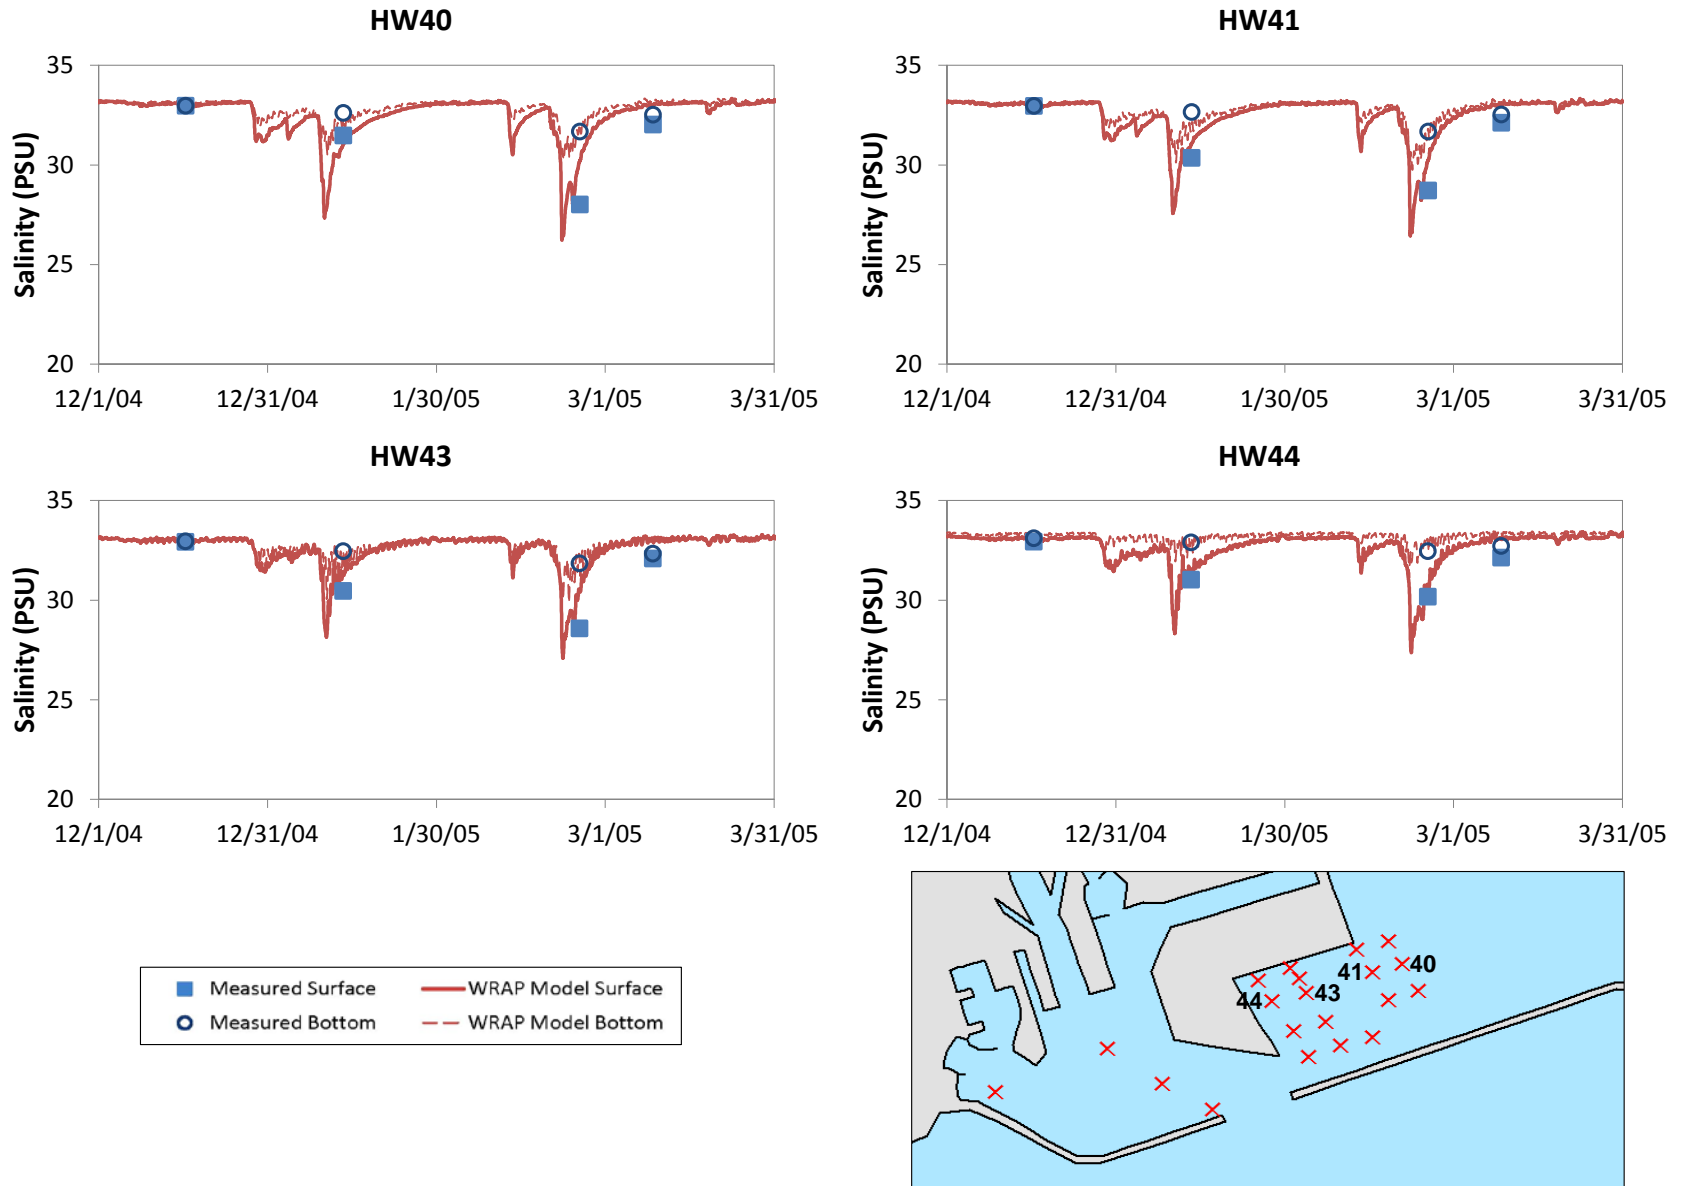 HW40
HW41
Salinity (PSU)
35
30
25
20
12/1/04 12/31/04 1/30/05 3/1/05 3/31/05
Salinity (PSU)
35
30
25
20
12/1/04 12/31/04 1/30/05 3/1/05 3/31/05
HW43
HW44
Salinity (PSU)
35
30
25
20
12/1/04 12/31/04 1/30/05 3/1/05 3/31/05
Salinity (PSU)
35
30
25
20
12/1/04 12/31/04 1/30/05 3/1/05 3/31/05
Measured Surface WRAP Model Surface
Measured Bottom WRAP Model Bottom
41 40
44 43